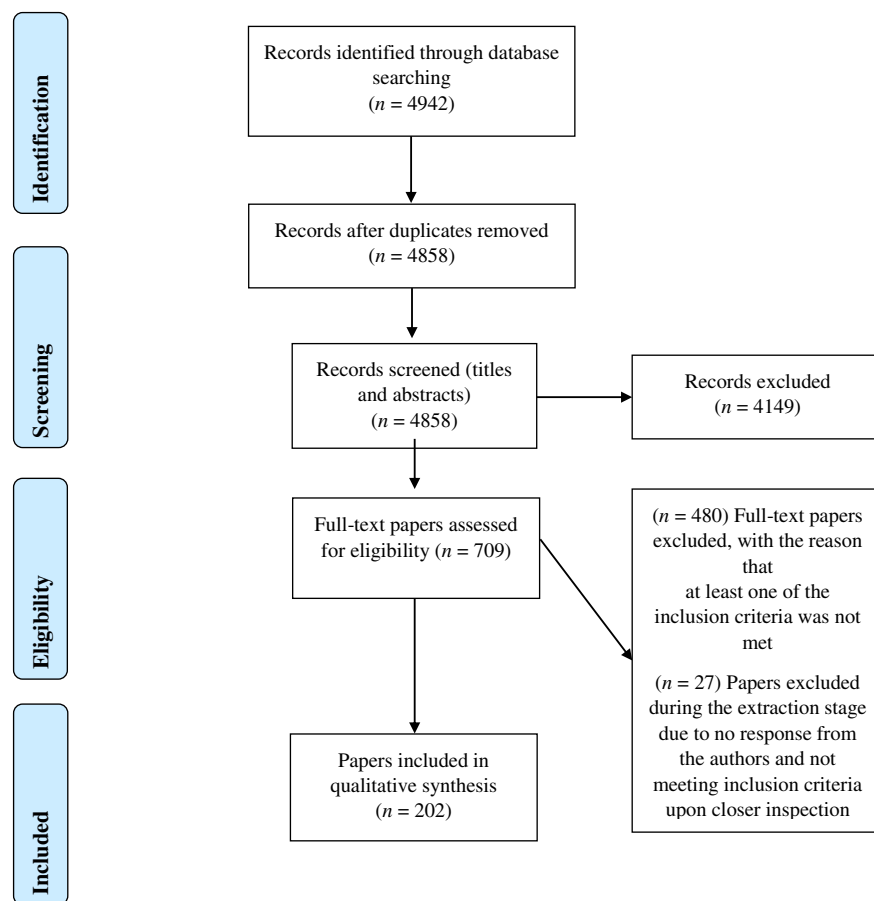 Identification
Records identified through database
searching
(n = 4942)
Records after duplicates removed
(n = 4858)
Screening
Records screened (titles
and abstracts)
(n = 4858)
Records excluded
(n = 4149)
Eligibility
Full-text papers assessed
for eligibility (n = 709)
(n = 480) Full-text papers
excluded, with the reason
that
at least one of the
inclusion criteria was not
met
(n = 27) Papers excluded
during the extraction stage
due to no response from
the authors and not
meeting inclusion criteria
upon closer inspection
Included
Papers included in
qualitative synthesis
(n = 202)